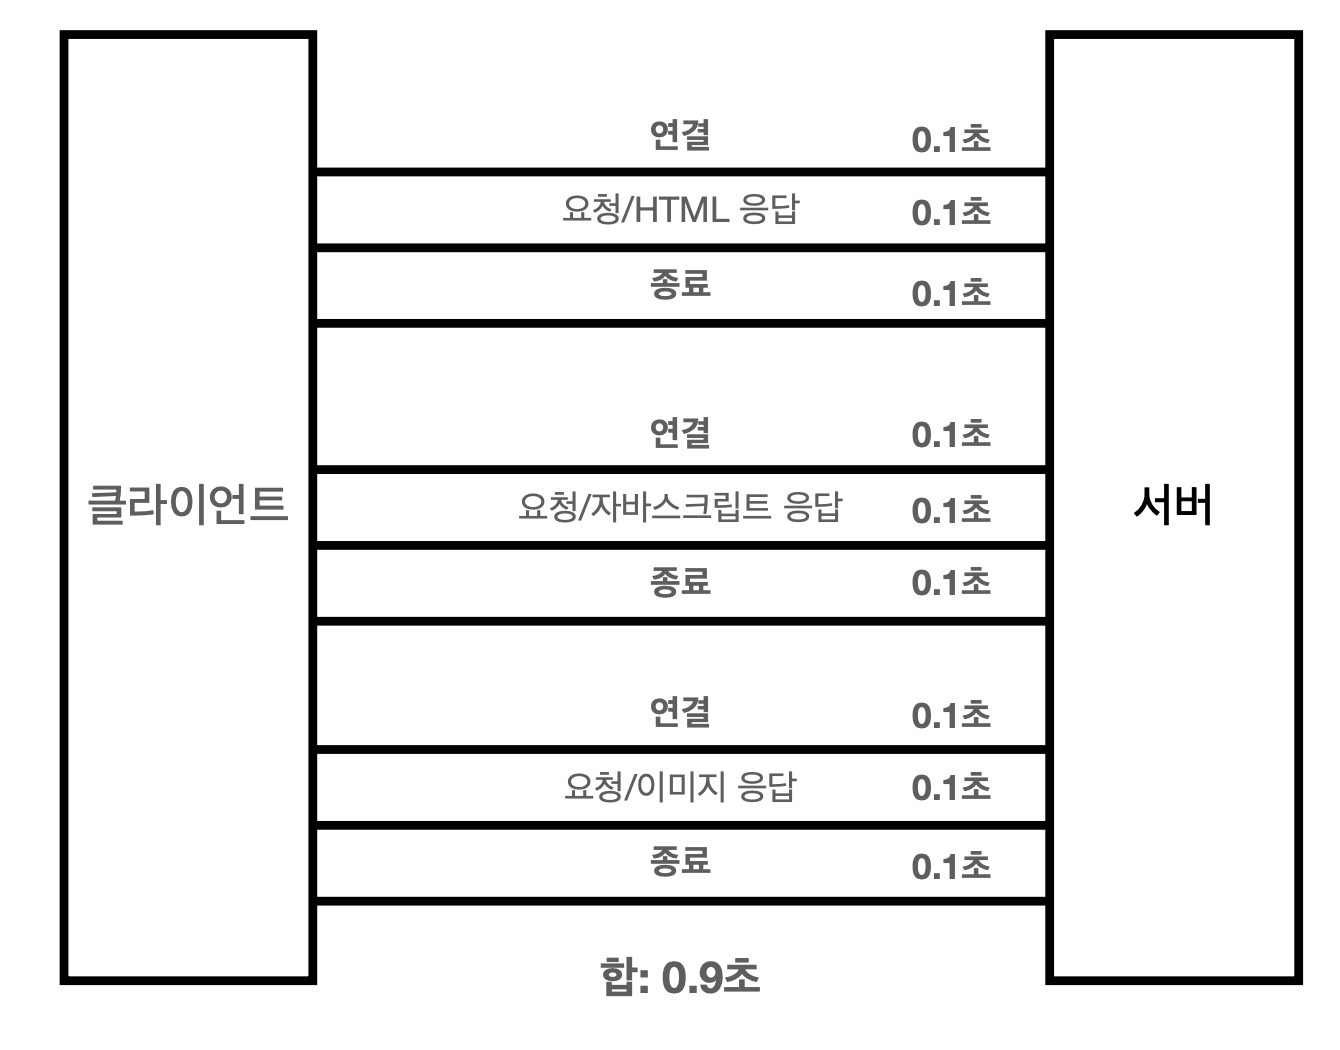 연결 0.1초
요청/HTML 응답 0.1초
종료 0.1초
연결 0.1초
클라이언트
요청/자바스크립트 응답 0.1초
서버
종료 0.1초
연결 0.1초
요청/이미지 응답 0.1초
종료 0.1초
합: 0.9초